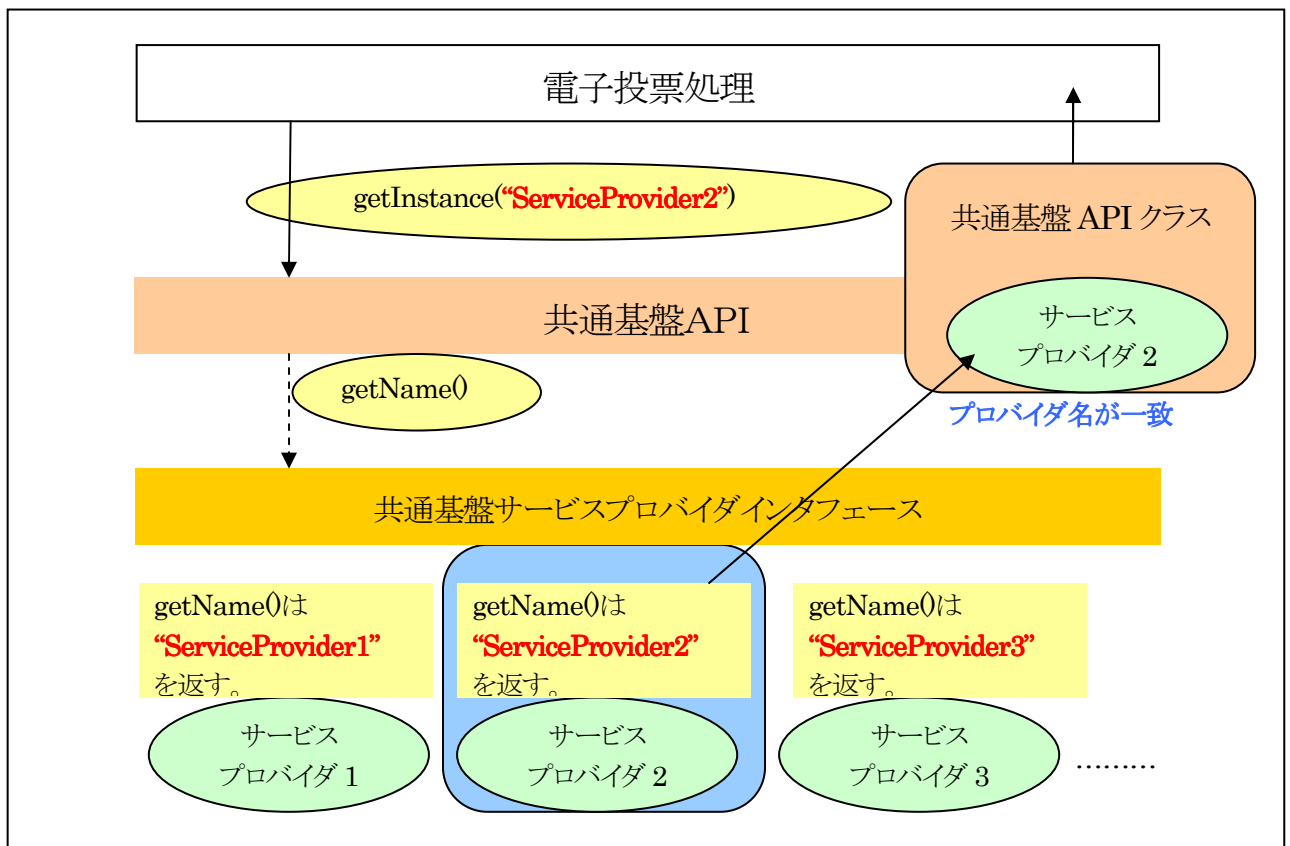 電子投票処理
getInstance(“ServiceProvider2”)
共通基盤 API クラス
サービス
プロバイダ 2
共通基盤API
getName()
プロバイダ名が一致
共通基盤サービスプロバイダインタフェース
getName()は
“ServiceProvider1”
を返す。
getName()は
“ServiceProvider2”
を返す。
getName()は
“ServiceProvider3”
を返す。
サービス
プロバイダ 1
サービス
プロバイダ 2
サービス
プロバイダ 3
………